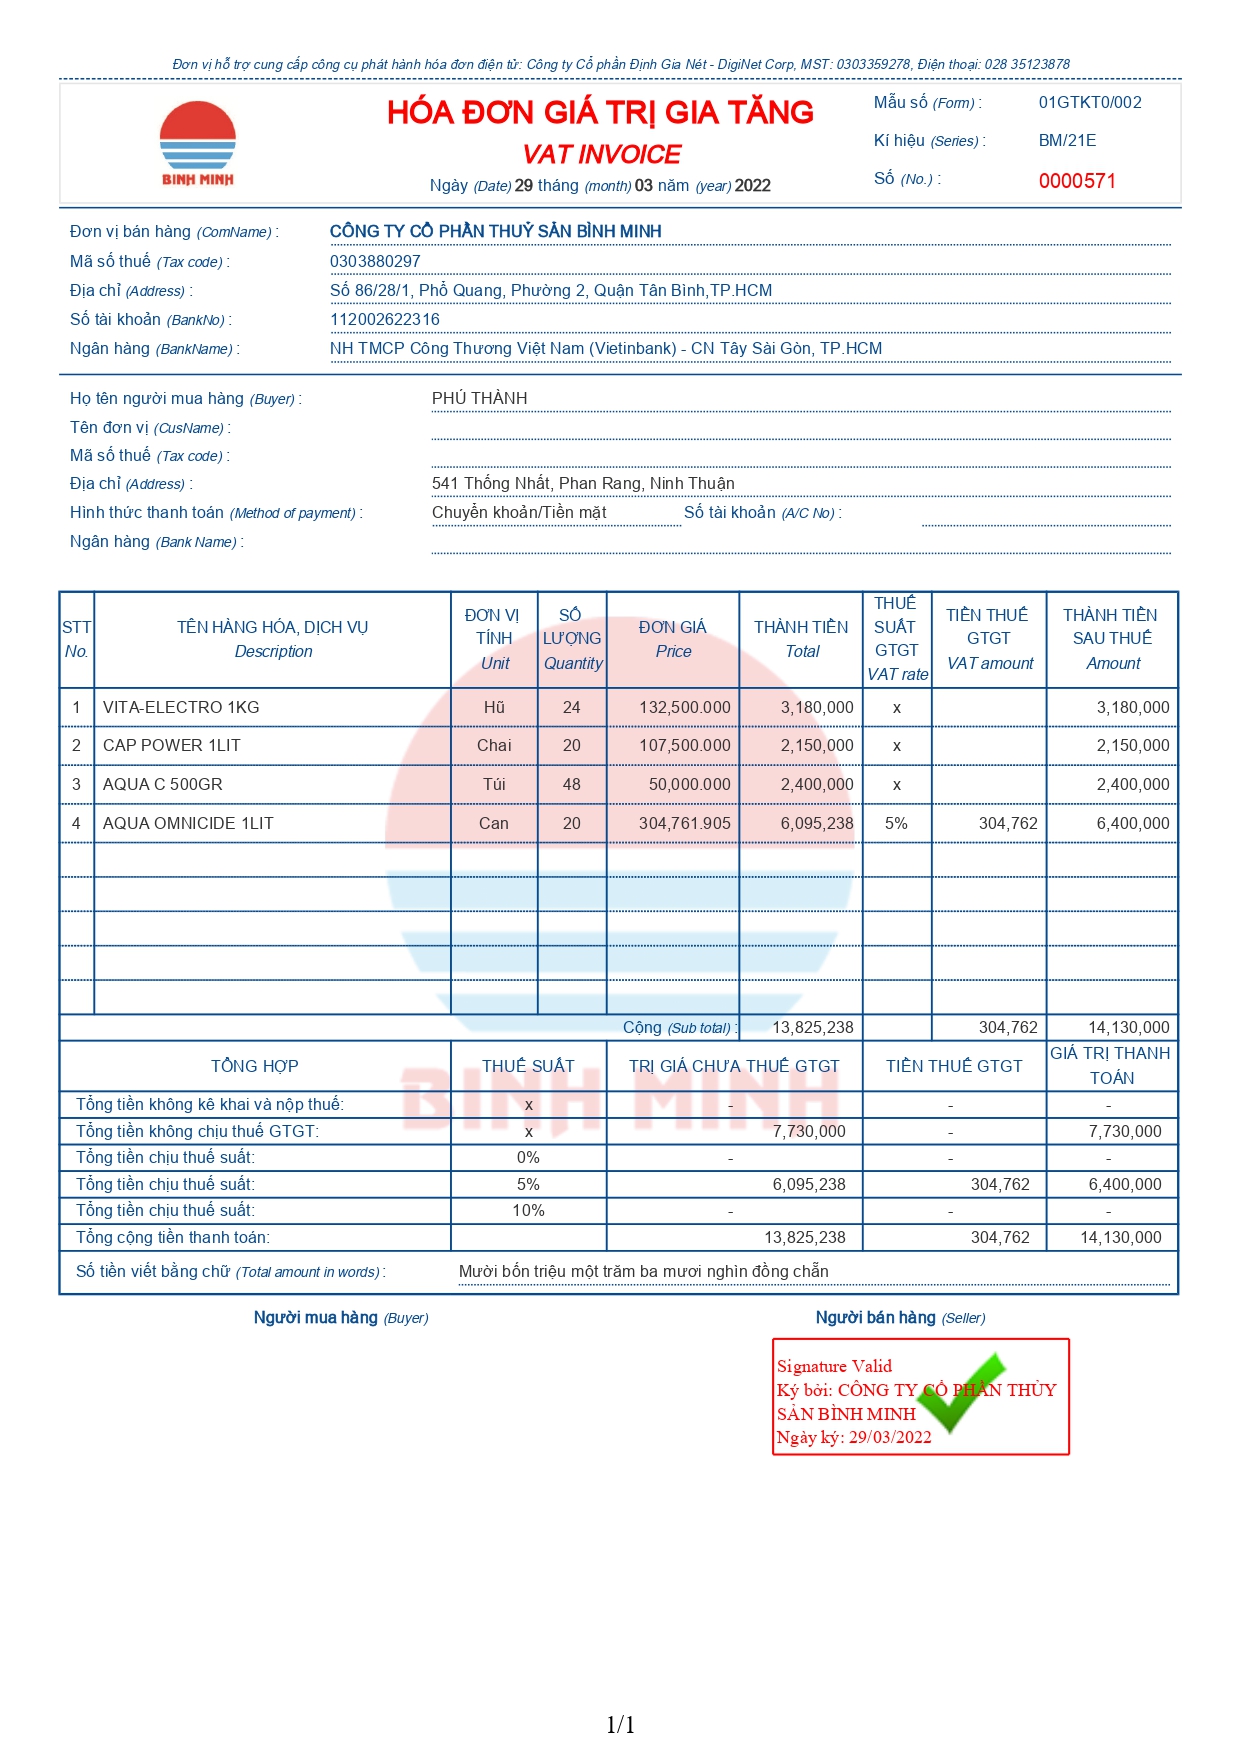 Đơn vị hỗ trợ cung cấp công cụ phát hành hóa đơn điện tử: Công ty Cổ phần Định Gia Nét - DigiNet Corp, MST: 0303359278, Điện thoại: 028 35123878
BINH MINH
HÓA ĐƠN GIÁ TRỊ GIA TĂNG
VAT INVOICE
Ngày (Date) 29 tháng (month) 03 năm (year) 2022
Mẫu số (Form) : 01GTKT0/002
Kí hiệu (Series) : BM/21E
Số (No.) : 0000571
Đơn vị bán hàng (ComName) : CÔNG TY CỔ PHẦN THUỶ SẢN BÌNH MINH
Mã số thuế (Tax code) : 0303880297
Địa chỉ (Address) : Số 86/28/1, Phổ Quang, Phường 2, Quận Tân Bình,TP.HCM
Số tài khoản (BankNo) : 112002622316
Ngân hàng (BankName) : NH TMCP Công Thương Việt Nam (Vietinbank) - CN Tây Sài Gòn, TP.HCM
Họ tên người mua hàng (Buyer) : PHÚ THÀNH
Tên đơn vị (CusName) :
Mã số thuế (Tax code) :
Địa chỉ (Address) : 541 Thống Nhất, Phan Rang, Ninh Thuận
Hình thức thanh toán (Method of payment) : Chuyển khoản/Tiền mặt Số tài khoản (A/C No) :
Ngân hàng (Bank Name) :
STT No. TÊN HÀNG HÓA, DỊCH VỤ Description ĐƠN VỊ TÍNH Unit SỐ LƯỢNG Quantity ĐƠN GIÁ Price THÀNH TIỀN Total THUẾ SUẤT GTGT VAT rate TIỀN THUẾ GTGT VAT amount THÀNH TIỀN SAU THUẾ Amount
1 VITA-ELECTRO 1KG Hũ 24 132,500.000 3,180,000 x 3,180,000
2 CAP POWER 1LIT Chai 20 107,500.000 2,150,000 x 2,150,000
3 AQUA C 500GR Túi 48 50,000.000 2,400,000 x 2,400,000
4 AQUA OMNICIDE 1LIT Can 20 304,761.905 6,095,238 5% 304,762 6,400,000
Cộng (Sub total) : 13,825,238 304,762 14,130,000
TỔNG HỢP THUẾ SUẤT TRỊ GIÁ CHƯA THUẾ GTGT TIỀN THUẾ GTGT GIÁ TRỊ THANH TOÁN
BINH MINH
Tổng tiền không kê khai và nộp thuế: x - - -
Tổng tiền không chịu thuế GTGT: x 7,730,000 - 7,730,000
Tổng tiền chịu thuế suất: 0% - - -
Tổng tiền chịu thuế suất: 5% 6,095,238 304,762 6,400,000
Tổng tiền chịu thuế suất: 10% - - -
Tổng cộng tiền thanh toán: 13,825,238 304,762 14,130,000
Số tiền viết bằng chữ (Total amount in words) : Mười bốn triệu một trăm ba mươi nghìn đồng chẵn
Người mua hàng (Buyer) Người bán hàng (Seller)
Signature Valid
Ký bởi: CÔNG TY CỔ PHẦN THỦY
SẢN BÌNH MINH
Ngày ký: 29/03/2022
1/1